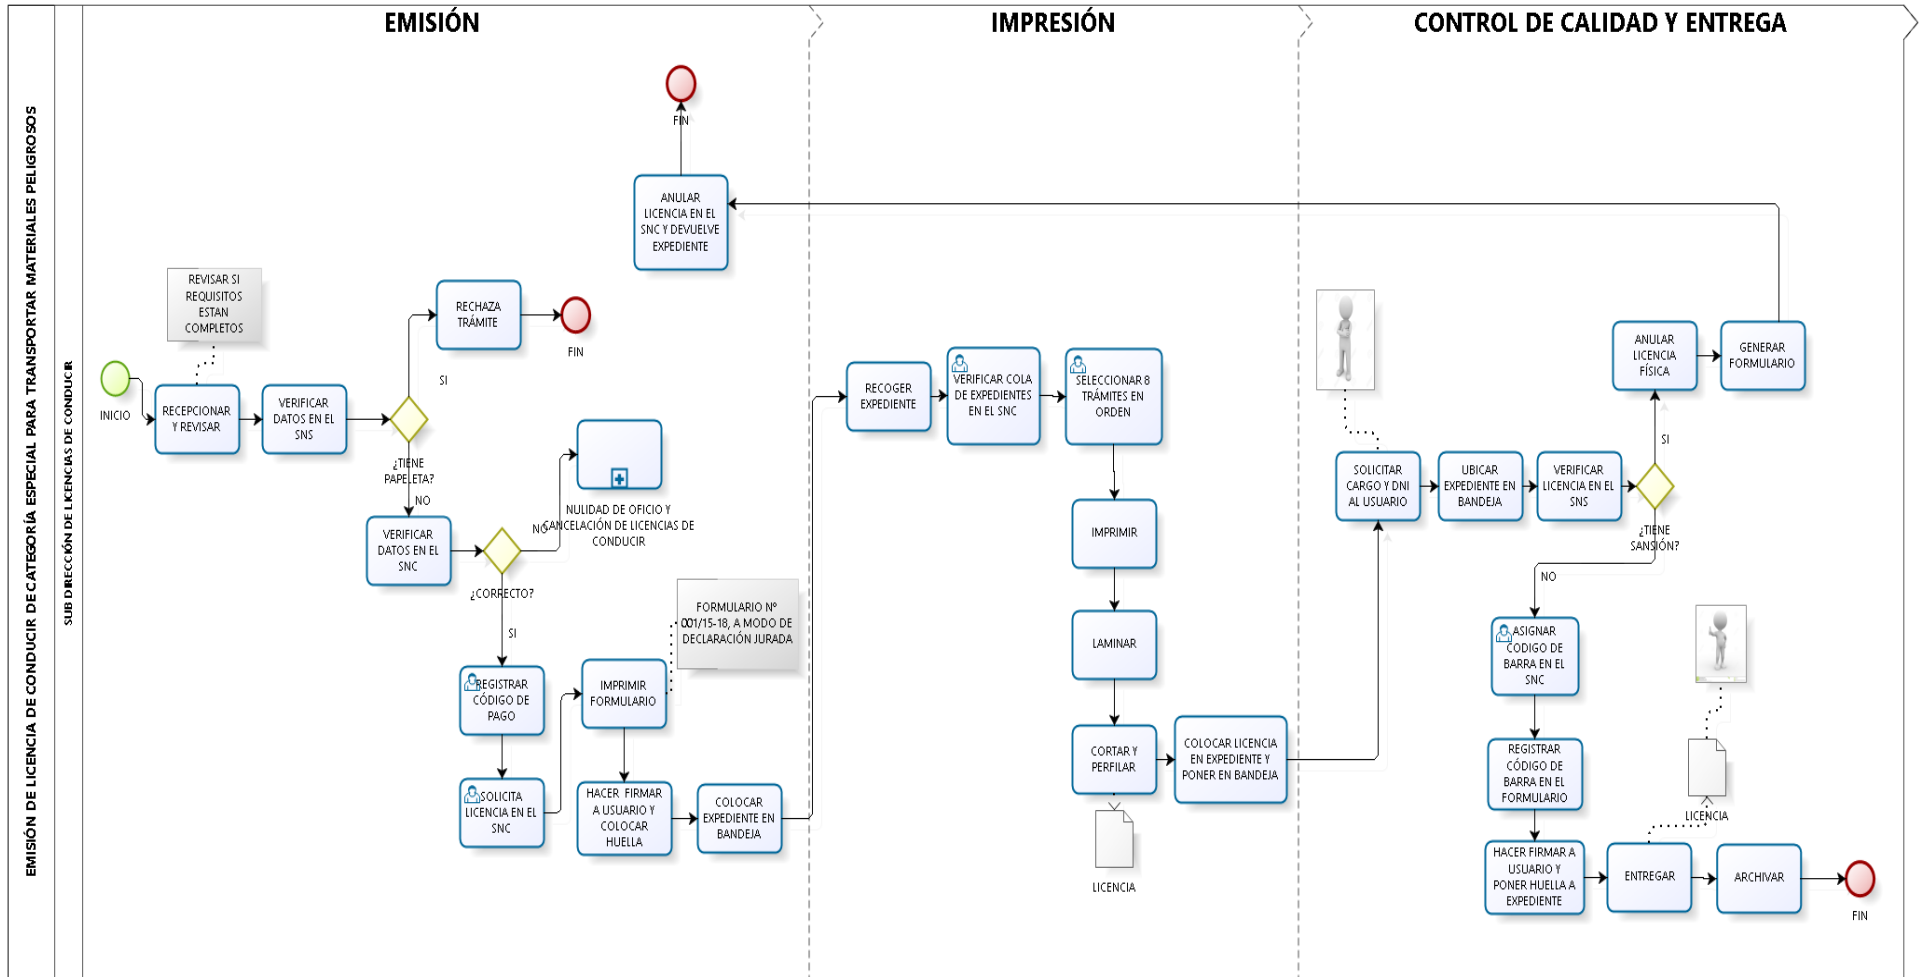 EMISIÓN
IMPRESIÓN
CONTROL DE CALIDAD Y ENTREGA
EMISIÓN DE LICENCIA DE CONDUCIR DE CATEGORÍA ESPECIAL PARA TRANSPORTAR MATERIALES PELIGROSOS
SUB DIRECCIÓN DE LICENCIAS DE CONDUCIR
FIN
ANULAR
LICENCIA EN EL
SNC Y DEVUELVE
EXPEDIENTE
REVISAR SI
REQUISITOS
ESTAN
COMPLETOS
RECHAZA
TRÁMITE
FIN
SI
INICIO
RECEPCIONAR
Y REVISAR
VERIFICAR
DATOS EN EL
SNS
¿TIENE
PAPELETA?
NO
VERIFICAR
DATOS EN EL
SNC
¿CORRECTO?
NO
NULIDAD DE OFICIO Y
CANCELACIÓN DE LICENCIAS DE
CONDUCIR
SI
FORMULARIO Nº
001/15-18, A MODO DE
DECLARACIÓN JURADA
REGISTRAR
CÓDIGO DE
PAGO
IMPRIMIR
FORMULARIO
SOLICITA
LICENCIA EN EL
SNC
HACER FIRMAR
A USUARIO Y
COLOCAR
HUELLA
COLOCAR
EXPEDIENTE EN
BANDEJA
RECOGER
EXPEDIENTE
VERIFICAR COLA
DE EXPEDIENTES
EN EL SNC
SELECCIONAR 8
TRÁMITES EN
ORDEN
IMPRIMIR
LAMINAR
CORTAR Y
PERFILAR
COLOCAR LICENCIA
EN EXPEDIENTE Y
PONER EN BANDEJA
LICENCIA
SOLICITAR
CARGO Y DNI
AL USUARIO
UBICAR
EXPEDIENTE EN
BANDEJA
VERIFICAR
LICENCIA EN EL
SNS
ANULAR
LICENCIA
FÍSICA
GENERAR
FORMULARIO
SI
¿TIENE
SANSIÓN?
NO
ASIGNAR
CODIGO DE
BARRA EN EL
SNC
REGISTRAR
CÓDIGO DE
BARRA EN EL
FORMULARIO
LICENCIA
HACER FIRMAR A
USUARIO Y
PONER HUELLA A
EXPEDIENTE
ENTREGAR
ARCHIVAR
FIN